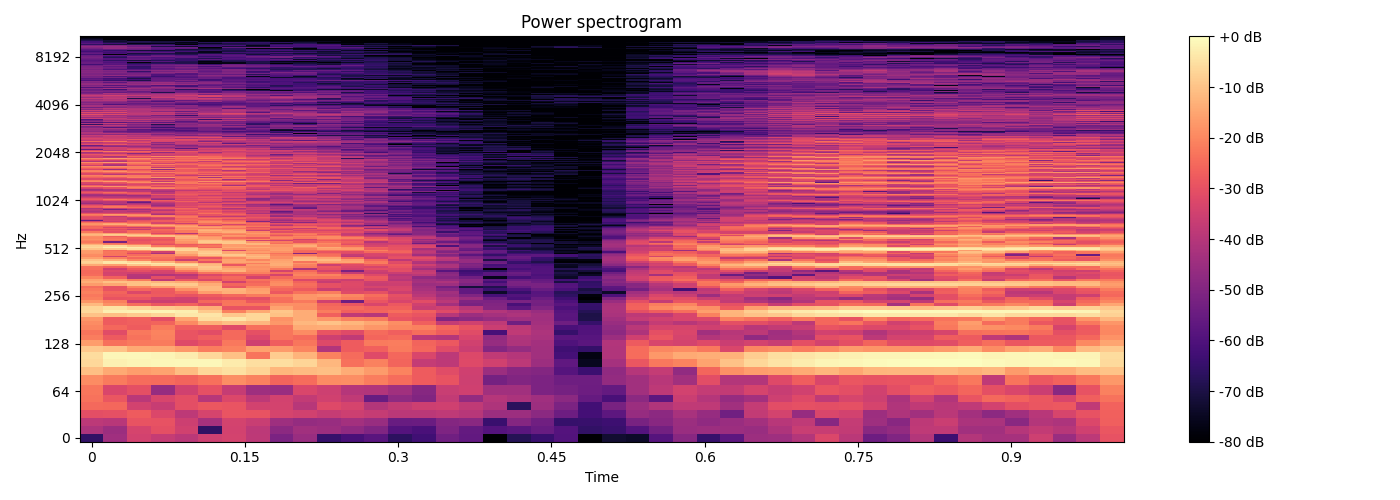 Power spectrogram
8192
4096
2048
1024
512
256
128
64
0
Hz
0
0.15
0.3
0.45
0.6
0.75
0.9
Time
+0 dB
-10 dB
-20 dB
-30 dB
-40 dB
-50 dB
-60 dB
-70 dB
-80 dB